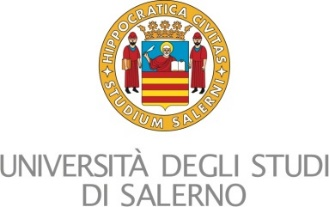 HIPPOCRATICA CIVITAS
STUDIUM SALERNI
UNIVERSITÀ DEGLI STUDI
DI SALERNO